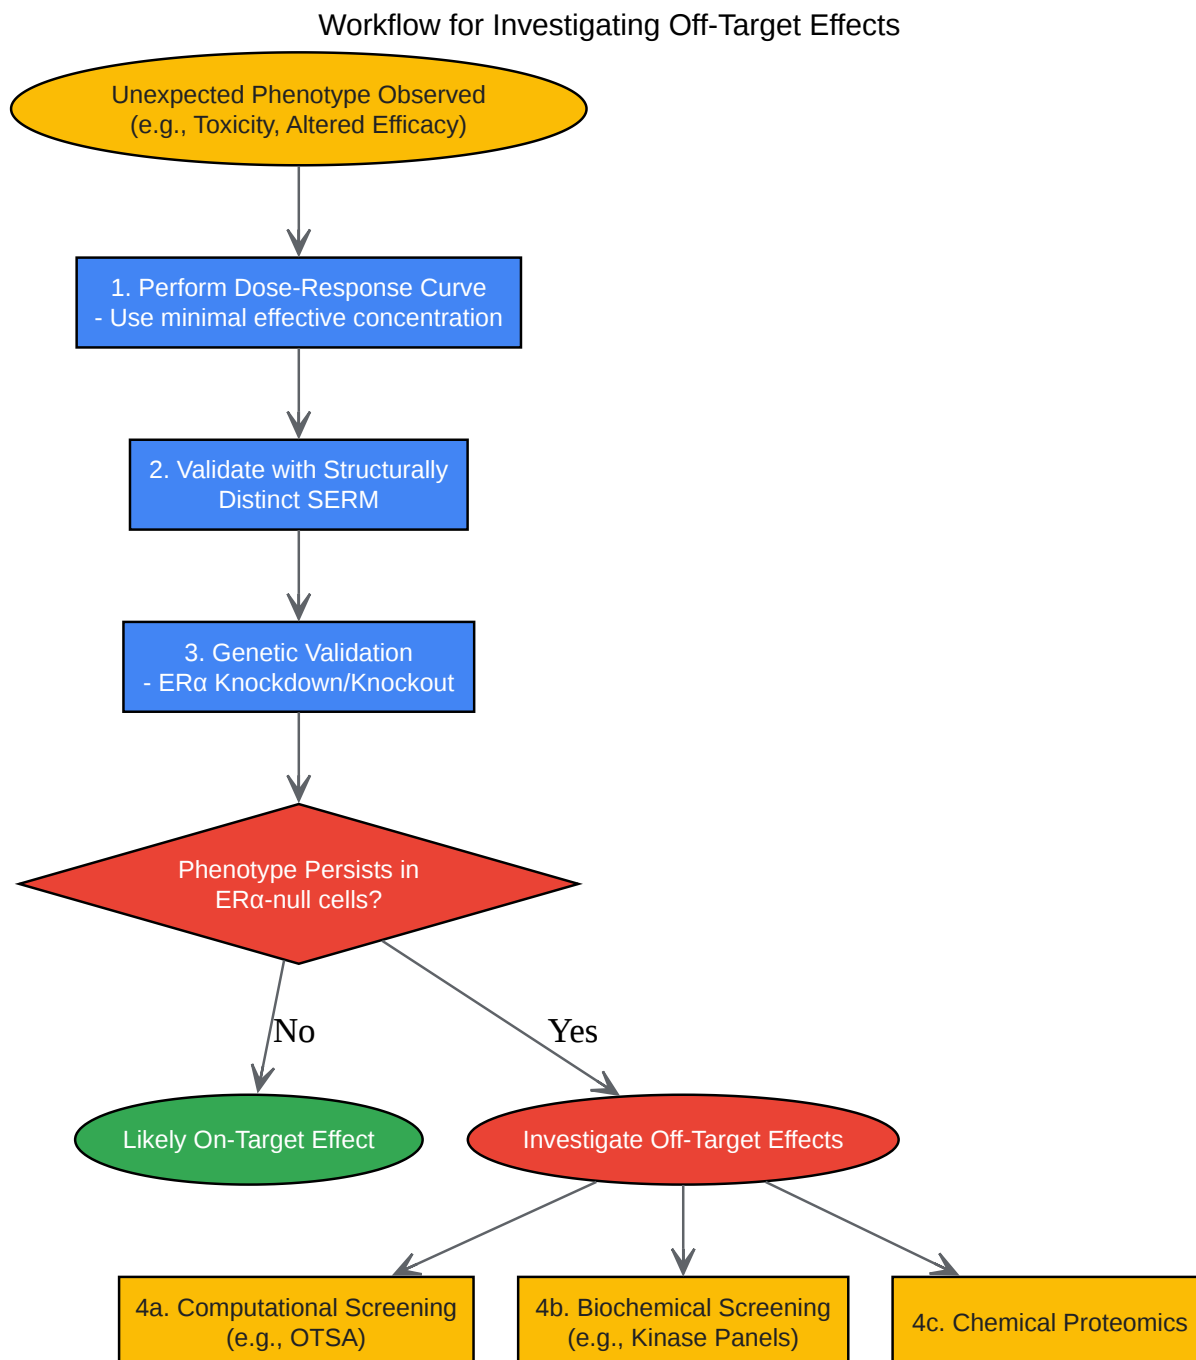 Workflow for Investigating Off-Target Effects
Unexpected Phenotype Observed
(e.g., Toxicity, Altered Efficacy)
1. Perform Dose-Response Curve
- Use minimal effective concentration
2. Validate with Structurally
Distinct SERM
3. Genetic Validation
- ERα Knockdown/Knockout
Phenotype Persists in
ERα-null cells?
No
Yes
Likely On-Target Effect
Investigate Off-Target Effects
4a. Computational Screening
(e.g., OTSA)
4b. Biochemical Screening
(e.g., Kinase Panels)
4c. Chemical Proteomics